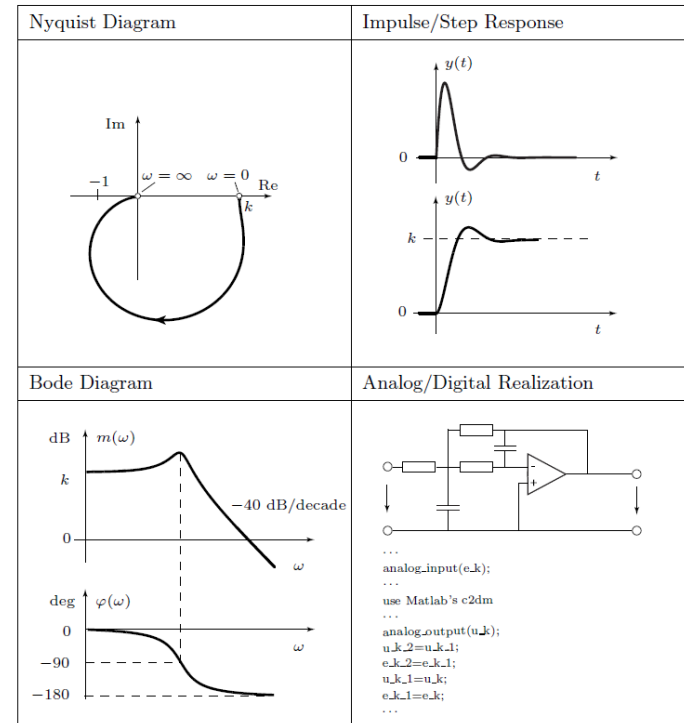 Nyquist Diagram
Impulse/Step Response
Im
−1
ω = ∞
ω = 0
Re
k
y(t)
0
t
y(t)
k
0
t
Bode Diagram
Analog/Digital Realization
dB
m(ω)
k
−40 dB/decade
0
ω
deg
φ(ω)
0
ω
−90
−180
-
+
...
analog_input(e_k);
...
use Matlab's c2dm
...
analog_output(u_k);
u_k_2=u_k_1;
e_k_2=e_k_1;
u_k_1=u_k;
e_k_1=e_k;
...